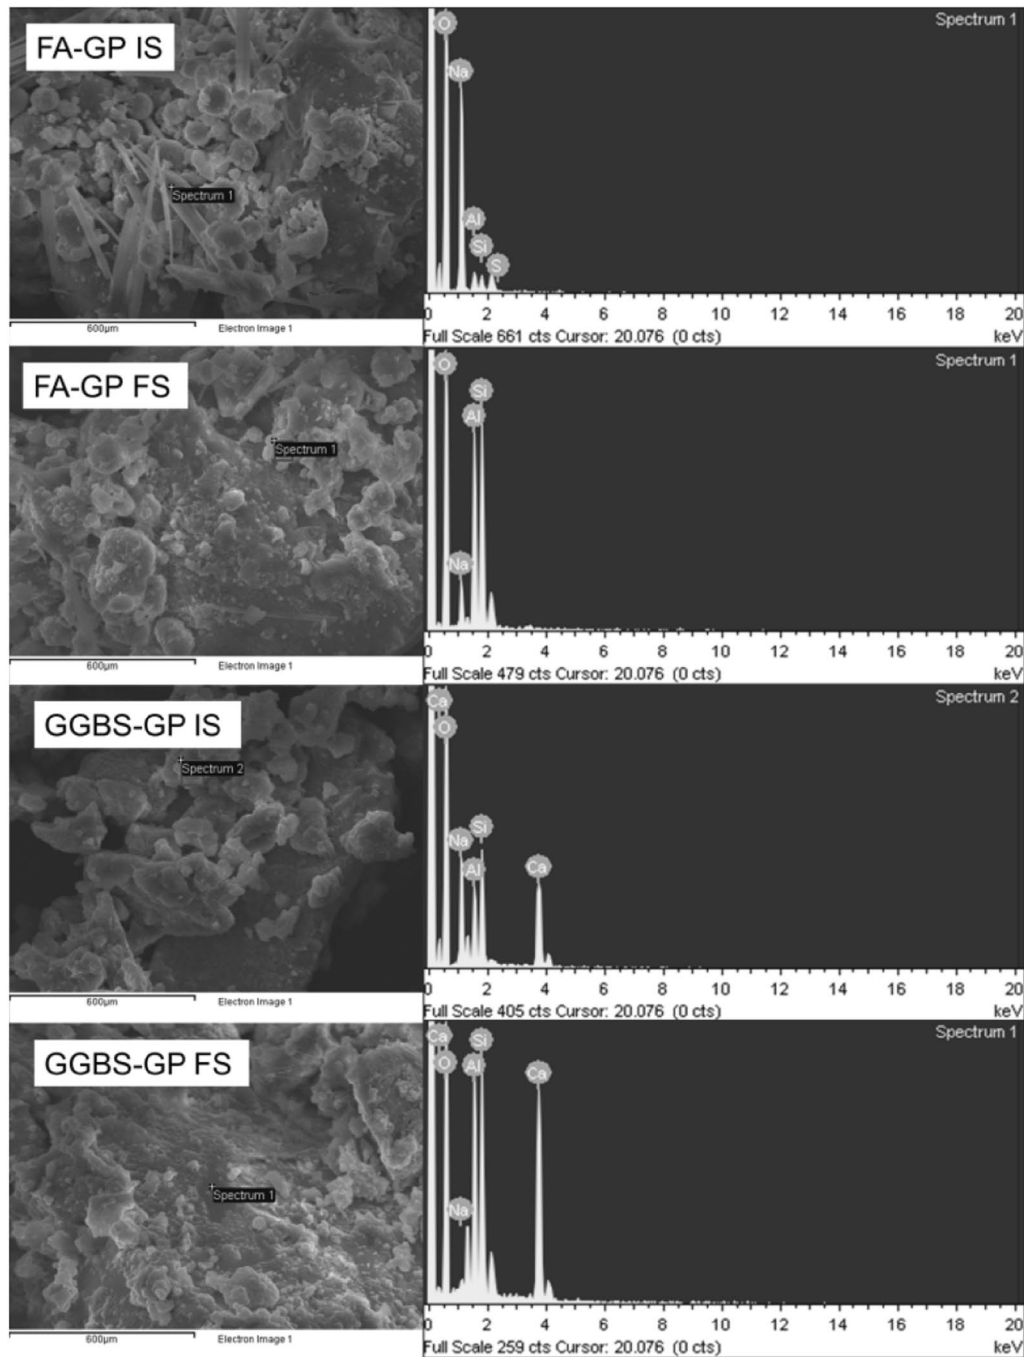 FA-GP IS
Spectrum 1
600µm Electron Image 1
Spectrum 1
O
Na
Al
Si
S
0 2 4 6 8 10 12 14 16 18 20
Full Scale 661 cts Cursor: 20.076 (0 cts) keV
FA-GP FS
Spectrum 1
600µm Electron Image 1
Spectrum 1
O
Si
Al
Na
0 2 4 6 8 10 12 14 16 18 20
Full Scale 479 cts Cursor: 20.076 (0 cts) keV
GGBS-GP IS
Spectrum 2
600µm Electron Image 1
Spectrum 2
Ca
O
Si
Na
Al
Ca
0 2 4 6 8 10 12 14 16 18 20
Full Scale 405 cts Cursor: 20.076 (0 cts) keV
GGBS-GP FS
Spectrum 1
600µm Electron Image 1
Spectrum 1
Ca
Si
O
Al
Ca
Na
0 2 4 6 8 10 12 14 16 18 20
Full Scale 259 cts Cursor: 20.076 (0 cts) keV